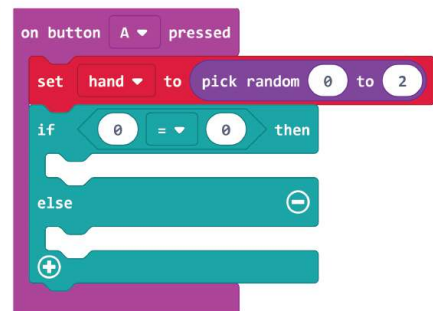 on button A pressed
set hand to pick random 0 to 2
if 0 = 0 then
else